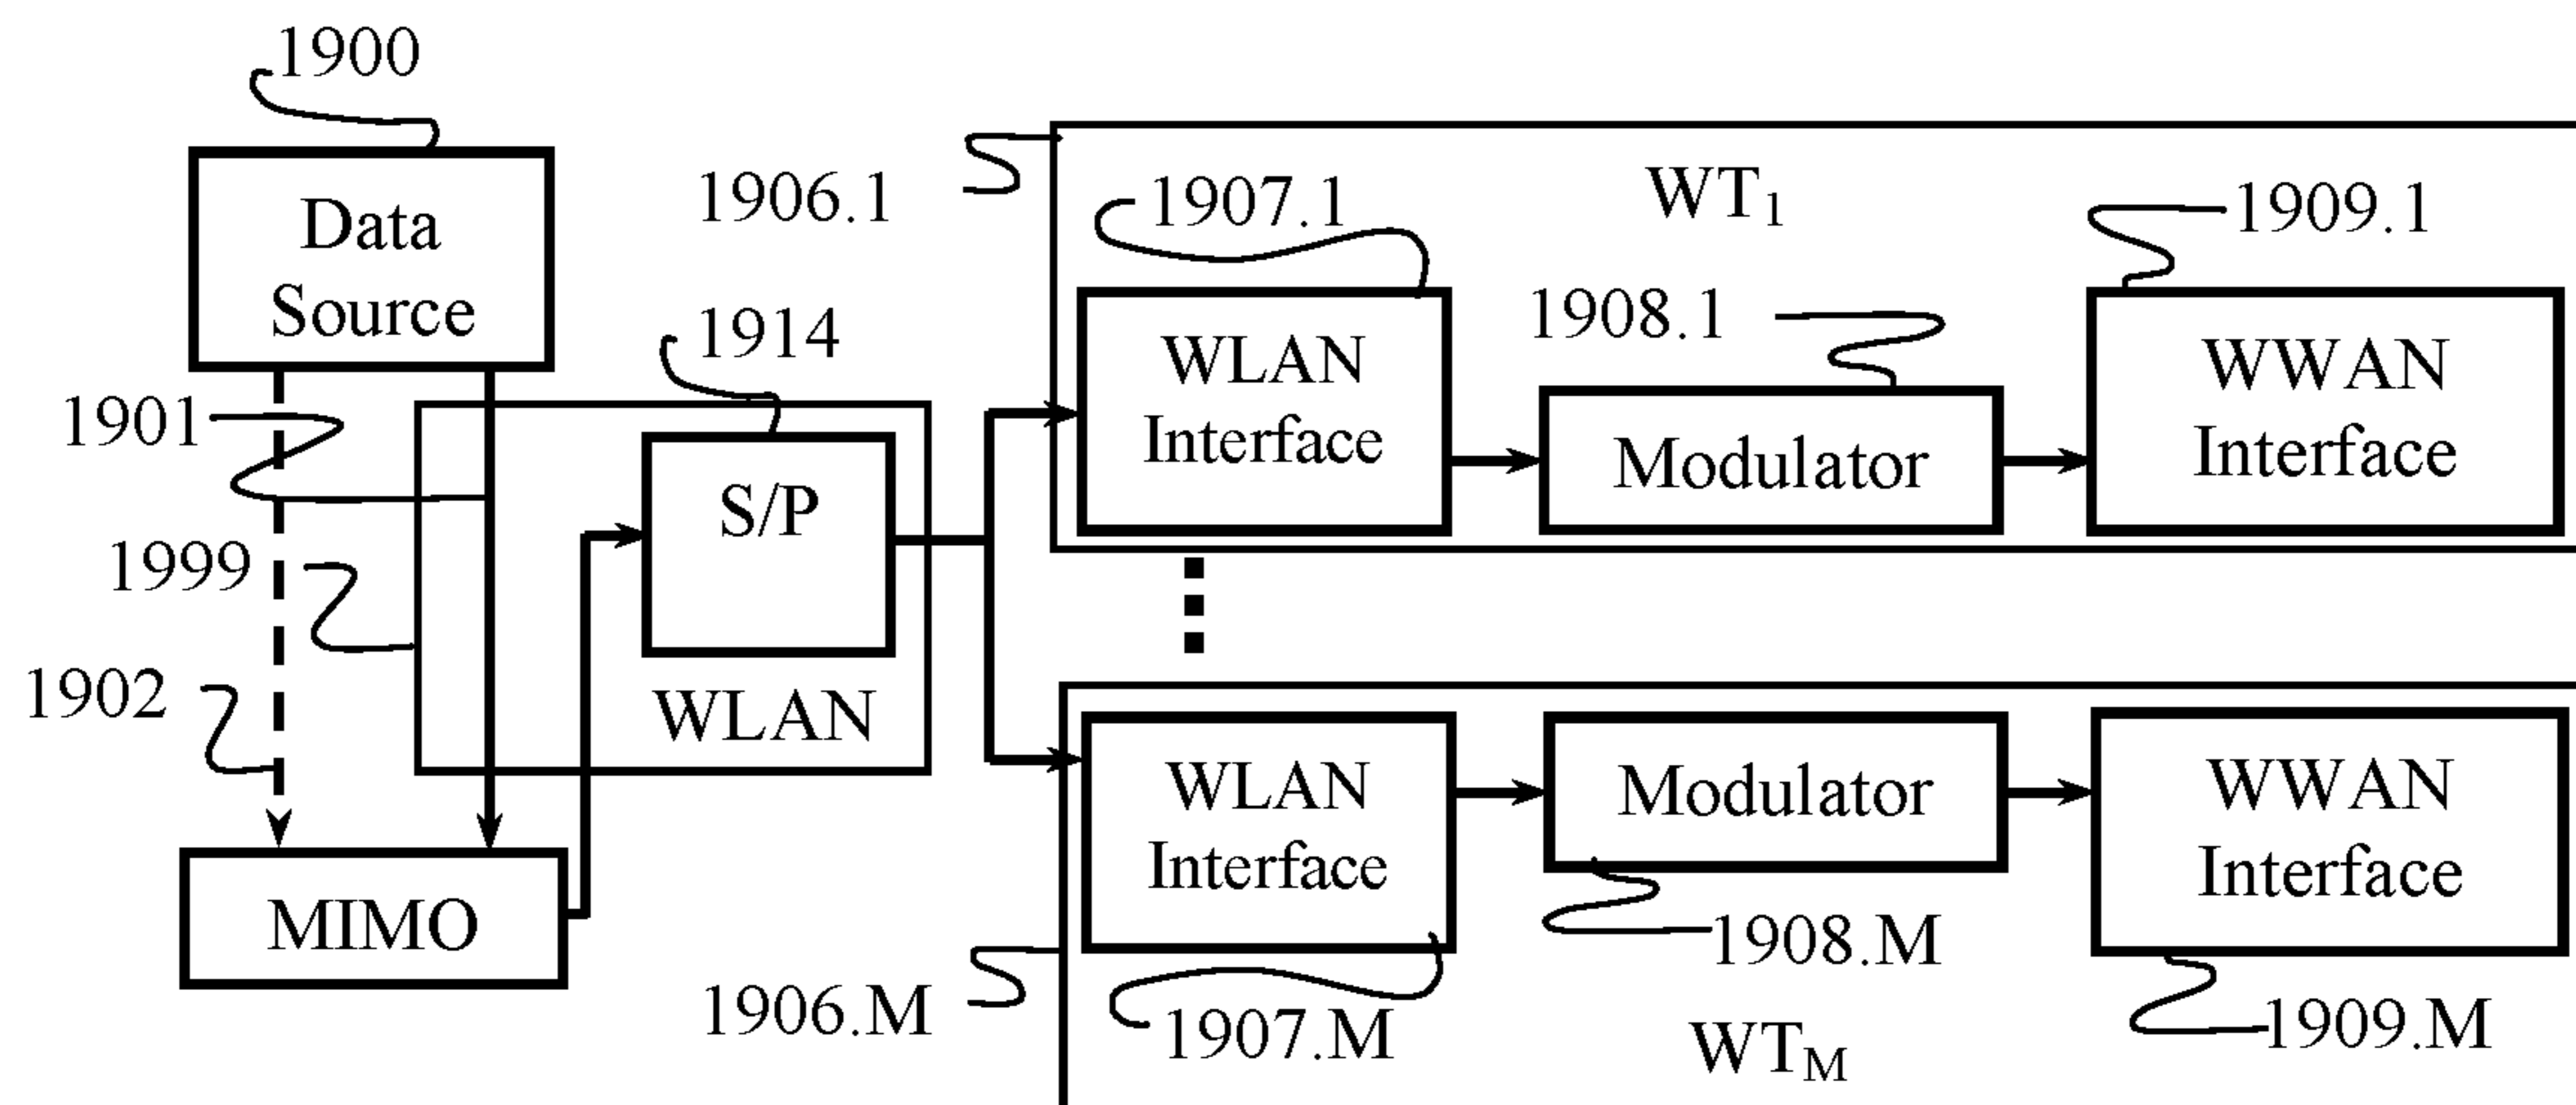 1900
Data
Source
1906.1
WT1
1907.1
1909.1
1914
1908.1
WLAN
Interface
WWAN
Interface
1901
S/P
Modulator
1999
1902
WLAN
WLAN
Interface
Modulator
WWAN
Interface
MIMO
1908.M
1906.M
1907.M
WTM
1909.M